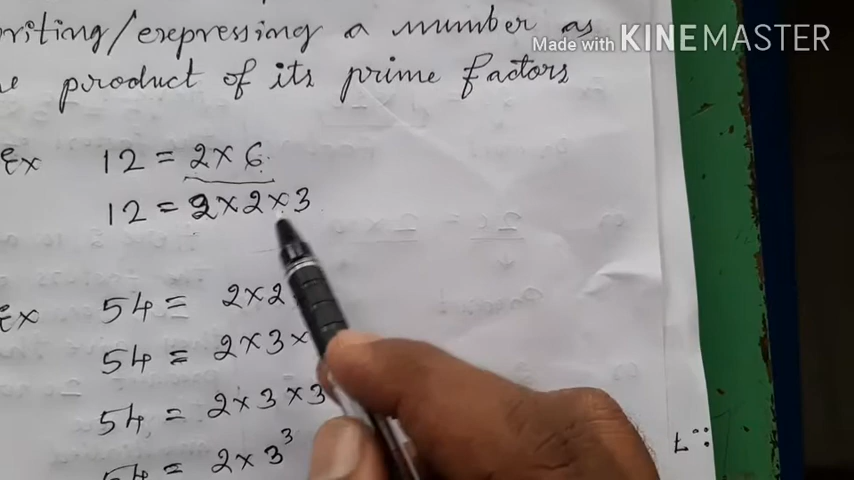 writing/expressing a number as
Made with KINEMASTER
product of its prime factors
Ex 12 = 2 × 6
12 = 2 × 2 × 3
Ex 54 = 2 × 2
54 = 2 × 3 ×
54 = 2 × 3 × 3
54 = 2 × 3³